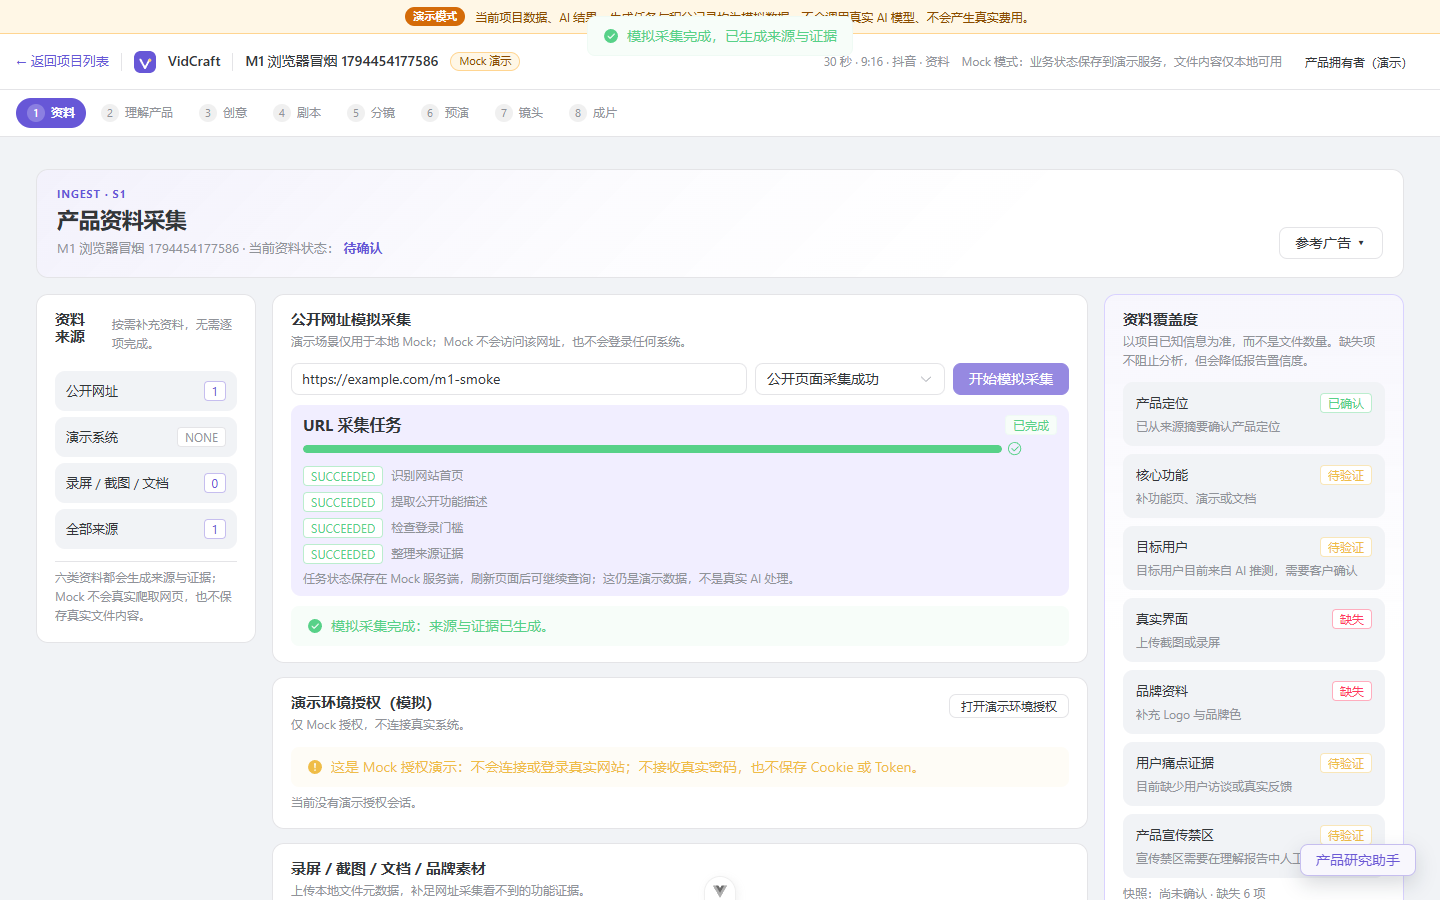 演示模式 当前项目数据、AI 结果、生成任务与积分记录均为模拟数据，不会调用真实 AI 模型、不会产生真实费用。
模拟采集完成，已生成来源与证据
← 返回项目列表 VidCraft M1 浏览器冒烟 1794454177586 Mock 演示 30 秒 · 9:16 · 抖音 · 资料 Mock 模式：业务状态保存到演示服务，文件内容仅本地可用 产品拥有者（演示）
1 资料 2 理解产品 3 创意 4 剧本 5 分镜 6 预演 7 镜头 8 成片
INGEST · S1
产品资料采集
M1 浏览器冒烟 1794454177586 · 当前资料状态： 待确认
参考广告 ▾
资料来源
按需补充资料，无需逐项完成。
公开网址 1
演示系统 NONE
录屏 / 截图 / 文档 0
全部来源 1
六类资料都会生成来源与证据；
Mock 不会真实爬取网页，也不保
存真实文件内容。
公开网址模拟采集
演示场景仅用于本地 Mock；Mock 不会访问该网址，也不会登录任何系统。
https://example.com/m1-smoke 公开页面采集成功 开始模拟采集
URL 采集任务 已完成
SUCCEEDED 识别网站首页
SUCCEEDED 提取公开功能描述
SUCCEEDED 检查登录门槛
SUCCEEDED 整理来源证据
任务状态保存在 Mock 服务端，刷新页面后可继续查询；这仍是演示数据，不是真实 AI 处理。
模拟采集完成：来源与证据已生成。
演示环境授权（模拟） 打开演示环境授权
仅 Mock 授权，不连接真实系统。
这是 Mock 授权演示：不会连接或登录真实网站；不接收真实密码，也不保存 Cookie 或 Token。
当前没有演示授权会话。
录屏 / 截图 / 文档 / 品牌素材
上传本地文件元数据，补足网址采集看不到的功能证据。
资料覆盖度
以项目已知信息为准，而不是文件数量。缺失项
不阻止分析，但会降低报告置信度。
产品定位 已确认
已从来源摘要确认产品定位
核心功能 待验证
补功能页、演示或文档
目标用户 待验证
目标用户目前来自 AI 推测，需要客户确认
真实界面 缺失
上传截图或录屏
品牌资料 缺失
补充 Logo 与品牌色
用户痛点证据 待验证
目前缺少用户访谈或真实反馈
产品宣传禁区 待验证
宣传禁区需要在理解报告中人工
产品研究助手
快照：尚未确认 · 缺失 6 项